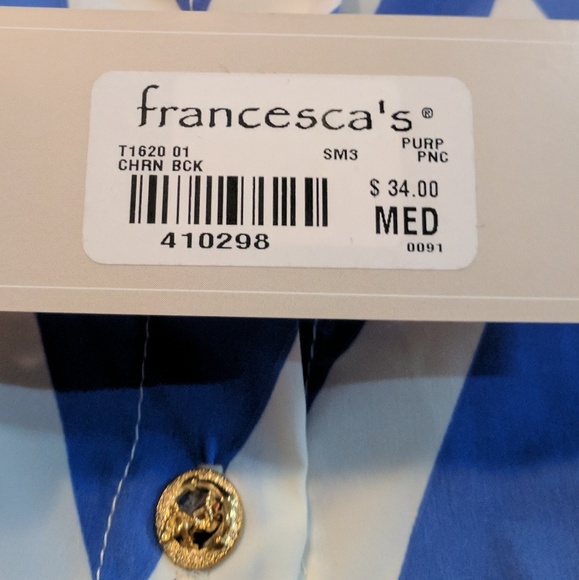 francesca's®
T1620 01 SM3 PURP
CHRN BCK PNC
$ 34.00
MED
410298 0091